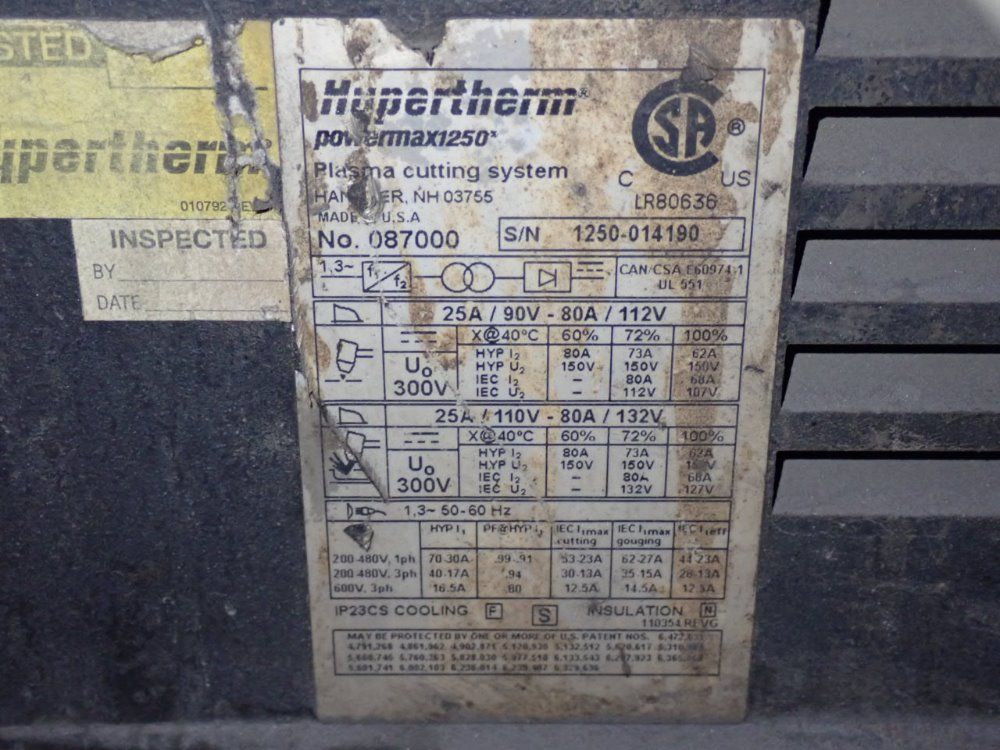 STED
Hypertherm
010792
INSPECTED
BY
DATE
Hypertherm®
powermax1250
Plasma cutting system
NH 03755
MADE U.S.A
No. 087000
S/N 1250-014190
CSA ®
C US
LR80636
1,3~ f1 f2
CAN/CSA E60974-1
UL 551
25A / 90V - 80A / 112V
X@40°C 60% 72% 100%
U0 300V
HYP I2 80A 73A 62A
HYP U2 150V 150V 150V
IEC I2 – 80A 68A
IEC U2 – 112V 107V
25A / 110V - 80A / 132V
X@40°C 60% 72% 100%
U0 300V
HYP I2 80A 73A 62A
HYP U2 150V 150V
IEC I2 – 80A 68A
IEC U2 – 132V 127V
1,3~ 50-60 Hz
HYP I1 PF@HYP I1 IEC I1max cutting IEC I1max gouging IEC I1eff
200-480V, 1ph 70-30A .99-.91 53-23A 62-27A 41-23A
200-480V, 3ph 40-17A .94 30-13A 35-15A 28-13A
600V, 3ph 16.5A .80 12.5A 14.5A 12.5A
IP23CS COOLING F S INSULATION N
110354 REVG
MAY BE PROTECTED BY ONE OR MORE OF U.S. PATENT NOS.